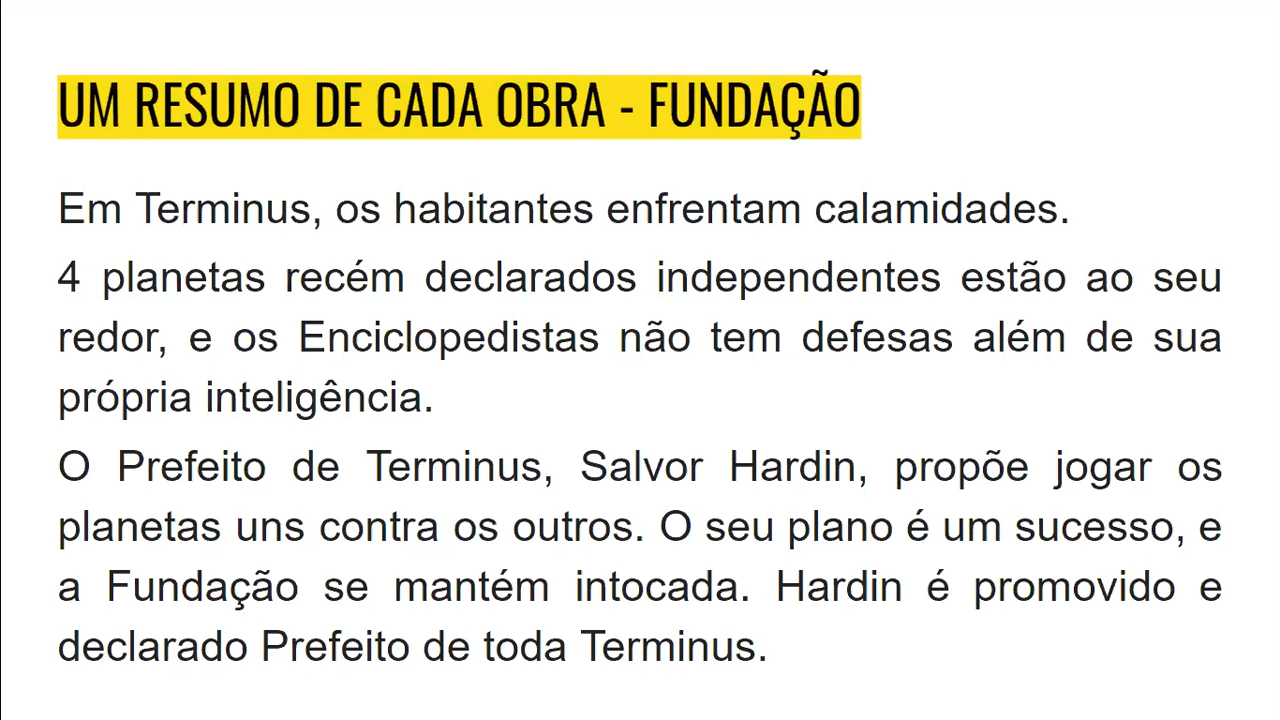 UM RESUMO DE CADA OBRA - FUNDAÇÃO
Em Terminus, os habitantes enfrentam calamidades.
4 planetas recém declarados independentes estão ao seu
redor, e os Enciclopedistas não tem defesas além de sua
própria inteligência.
O Prefeito de Terminus, Salvor Hardin, propõe jogar os
planetas uns contra os outros. O seu plano é um sucesso, e
a Fundação se mantém intocada. Hardin é promovido e
declarado Prefeito de toda Terminus.